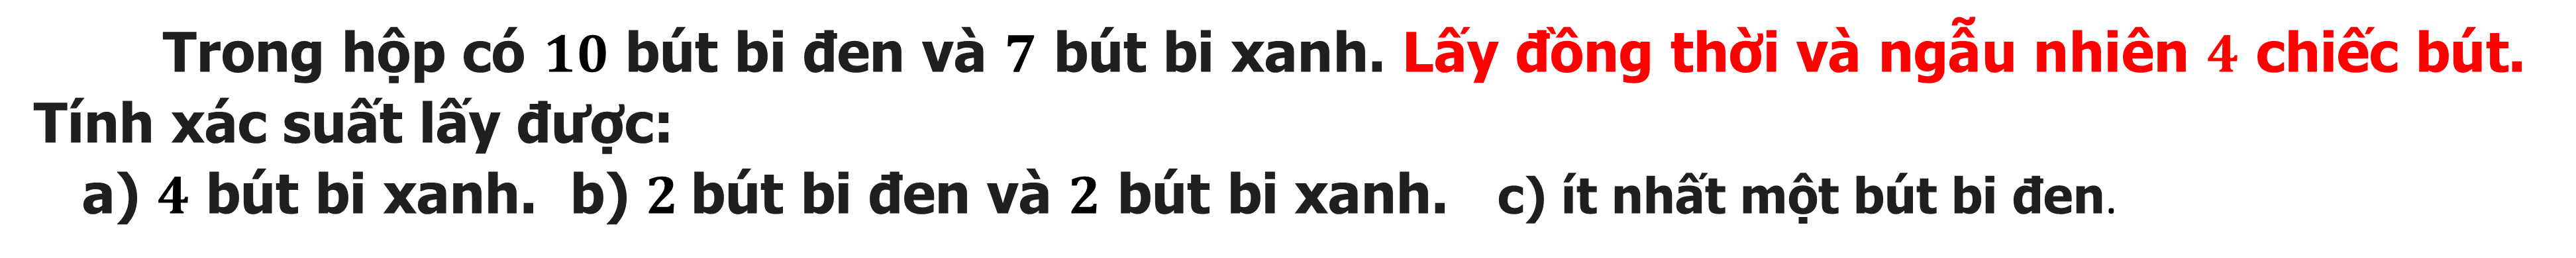 Trong hộp có 10 bút bi đen và 7 bút bi xanh. Lấy đồng thời và ngẫu nhiên 4 chiếc bút.
Tính xác suất lấy được:
a) 4 bút bi xanh. b) 2 bút bi đen và 2 bút bi xanh. c) ít nhất một bút bi đen.